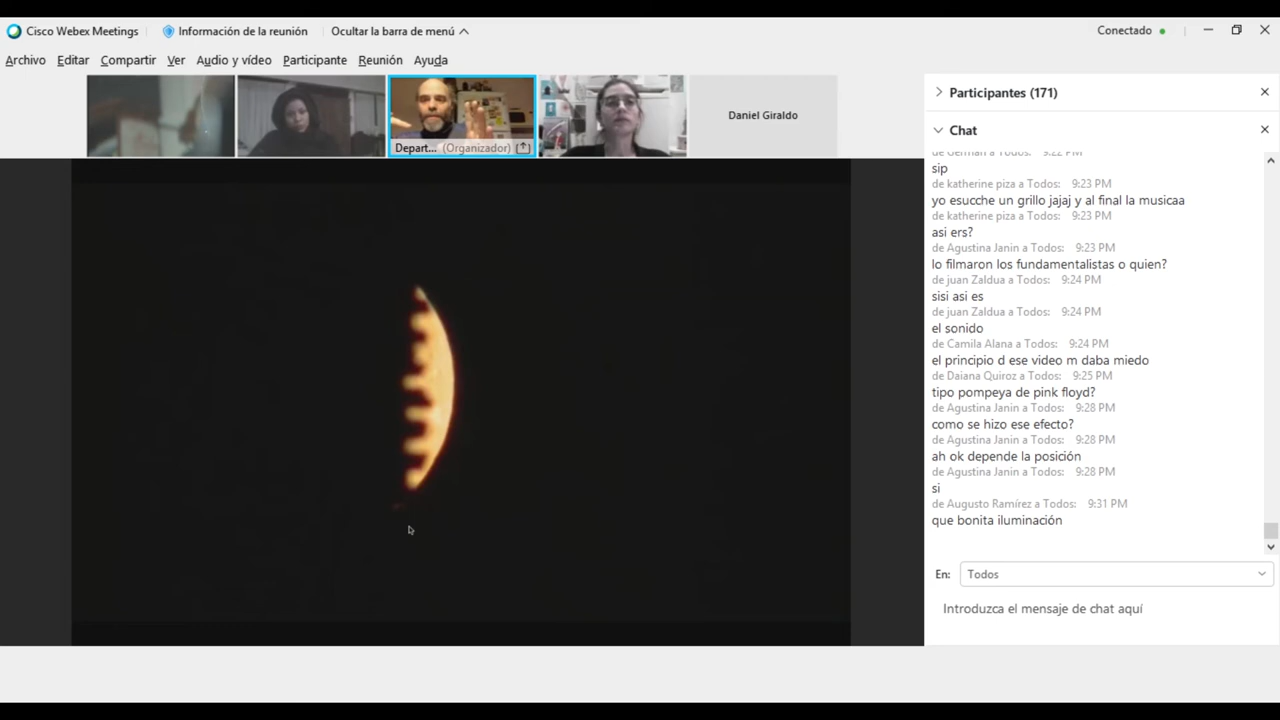 Cisco Webex Meetings
Información de la reunión
Ocultar la barra de menú
Conectado
Archivo Editar Compartir Ver Audio y vídeo Participante Reunión Ayuda
Depart... (Organizador)
Daniel Giraldo
Participantes (171)
Chat
de German a Todos: 9:22 PM
sip
de katherine piza a Todos: 9:23 PM
yo esucche un grillo jajaj y al final la musicaa
de katherine piza a Todos: 9:23 PM
asi ers?
de Agustina Janin a Todos: 9:23 PM
lo filmaron los fundamentalistas o quien?
de juan Zaldua a Todos: 9:24 PM
sisi asi es
de juan Zaldua a Todos: 9:24 PM
el sonido
de Camila Alana a Todos: 9:24 PM
el principio d ese video m daba miedo
de Daiana Quiroz a Todos: 9:25 PM
tipo pompeya de pink floyd?
de Agustina Janin a Todos: 9:28 PM
como se hizo ese efecto?
de Agustina Janin a Todos: 9:28 PM
ah ok depende la posición
de Agustina Janin a Todos: 9:28 PM
si
de Augusto Ramírez a Todos: 9:31 PM
que bonita iluminación
En: Todos
Introduzca el mensaje de chat aquí